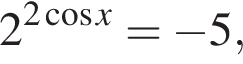 $2^{2\cos x} = -5,$